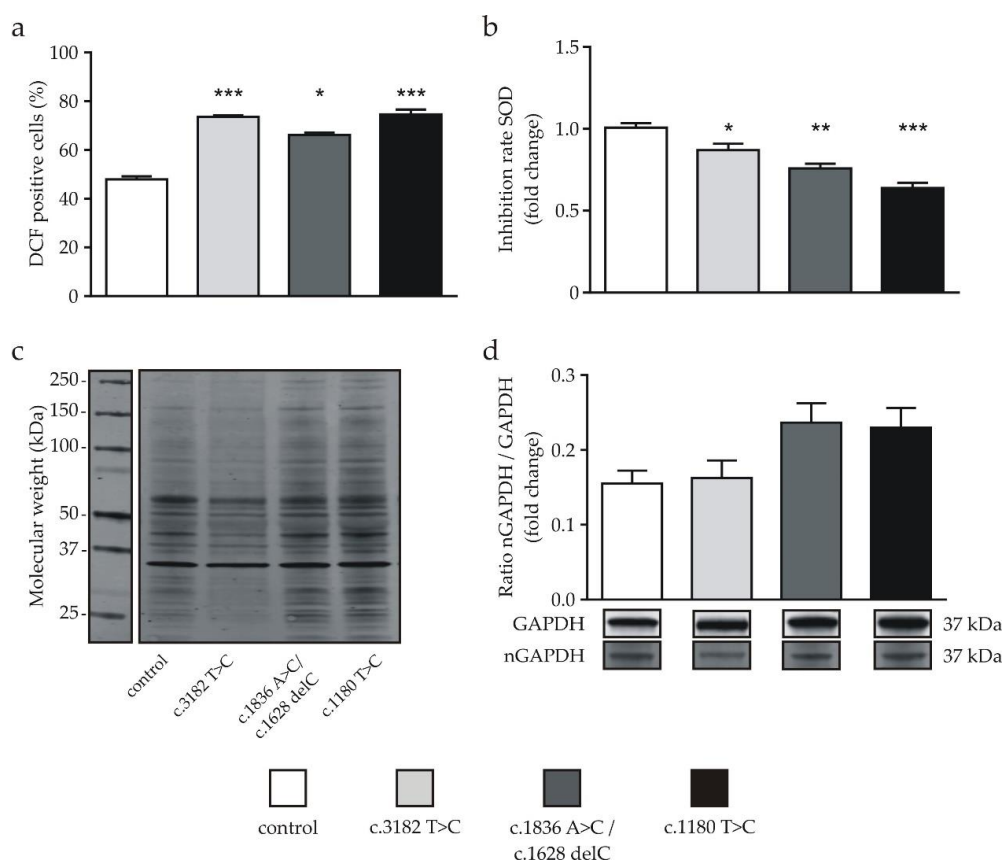 a
DCF positive cells (%)
100
80
60
40
20
0
***
*
***
b
Inhibition rate SOD
(fold change)
1.5
1.0
0.5
0
*
**
***
c
Molecular weight (kDa)
250-
150-
100-
50-
37-
25-
control
c.3182 T>C
c.1836 A>C/
c.1628 delC
c.1180 T>C
d
Ratio nGAPDH / GAPDH
(fold change)
0.3
0.2
0.1
0.0
GAPDH
37 kDa
nGAPDH
37 kDa
control
c.3182 T>C
c.1836 A>C /
c.1628 delC
c.1180 T>C